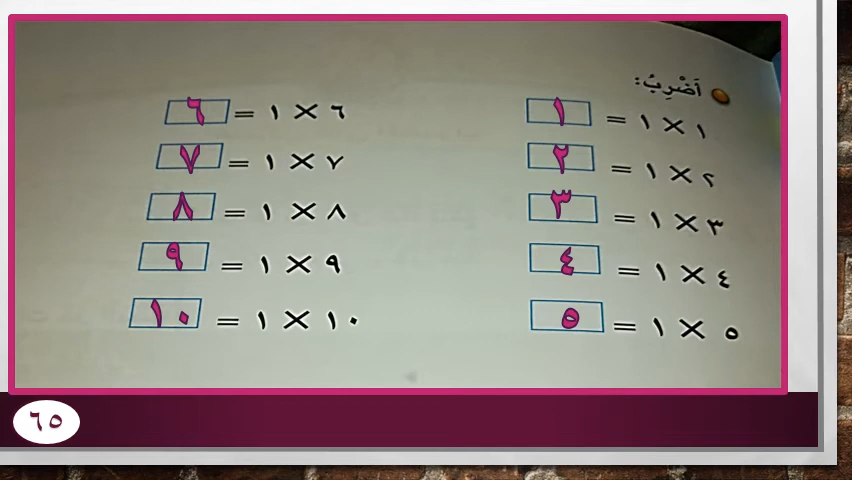 أَضْرِبُ:
١ × ١ = ١
٢ × ١ = ٢
٣ × ١ = ٣
٤ × ١ = ٤
٥ × ١ = ٥
٦ × ١ = ٦
٧ × ١ = ٧
٨ × ١ = ٨
٩ × ١ = ٩
١٠ × ١ = ١٠
٦٥